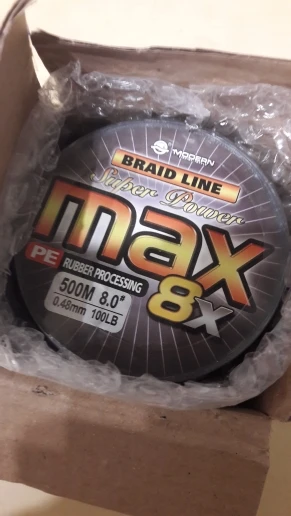 MODERN
BRAID LINE
Super Power
max
8X
PE RUBBER PROCESSING
500M 8.0#
0.48mm 100LB